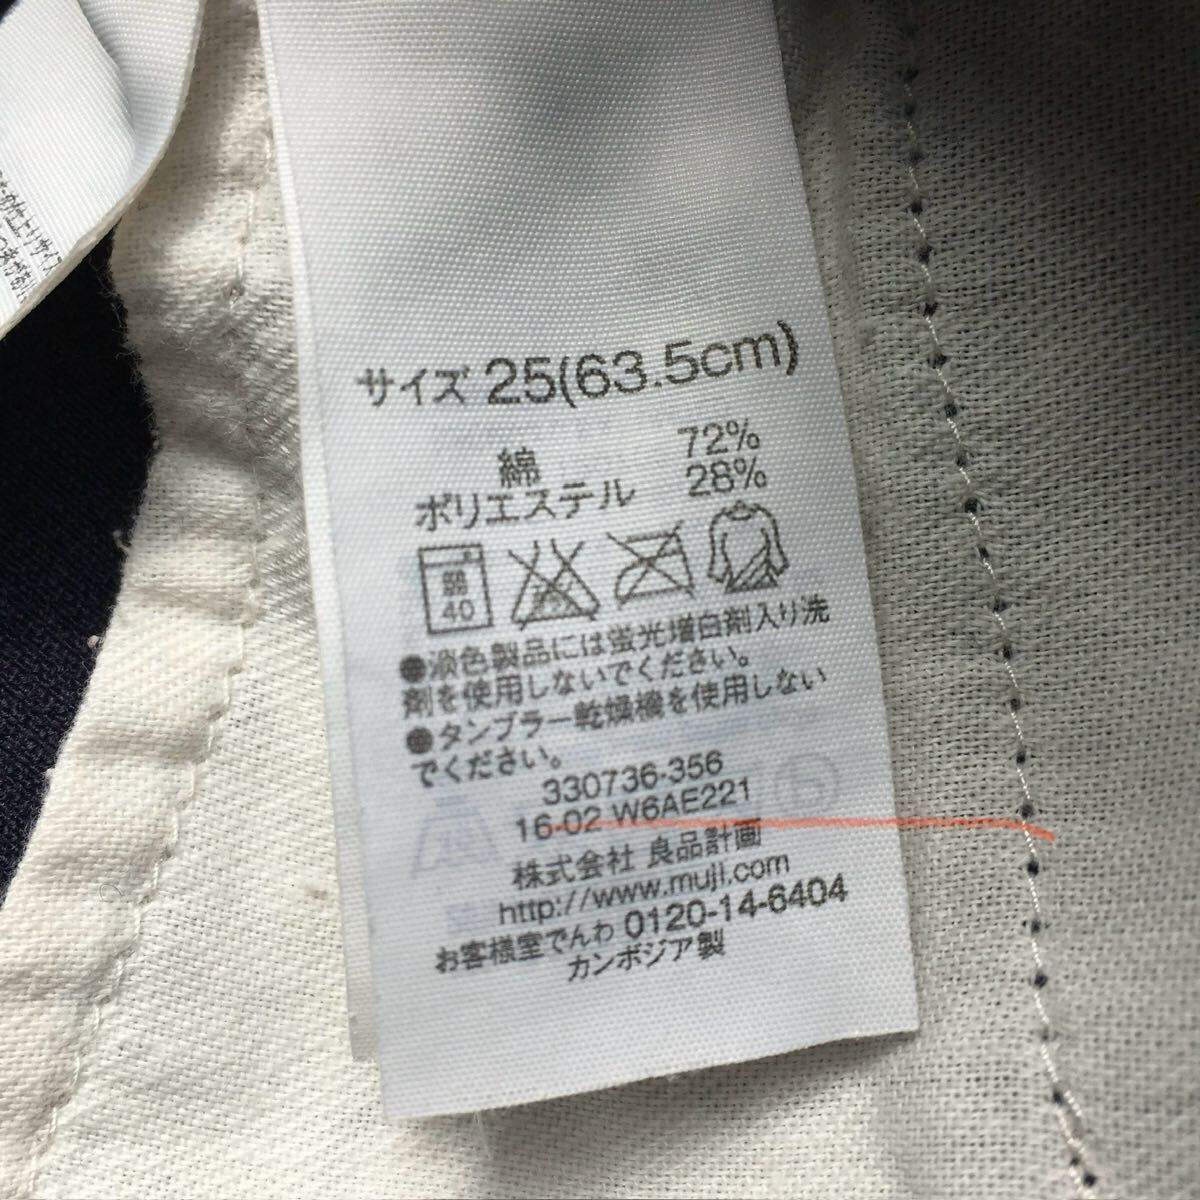 サイズ 25(63.5cm)
綿 72%
ポリエステル 28%
弱
40
●淡色製品には蛍光増白剤入り洗
剤を使用しないでください。
●タンブラー乾燥機を使用しない
でください。
330736-356
16-02 W6AE221
株式会社 良品計画
http://www.muji.com
お客様室でんわ 0120-14-6404
カンボジア製